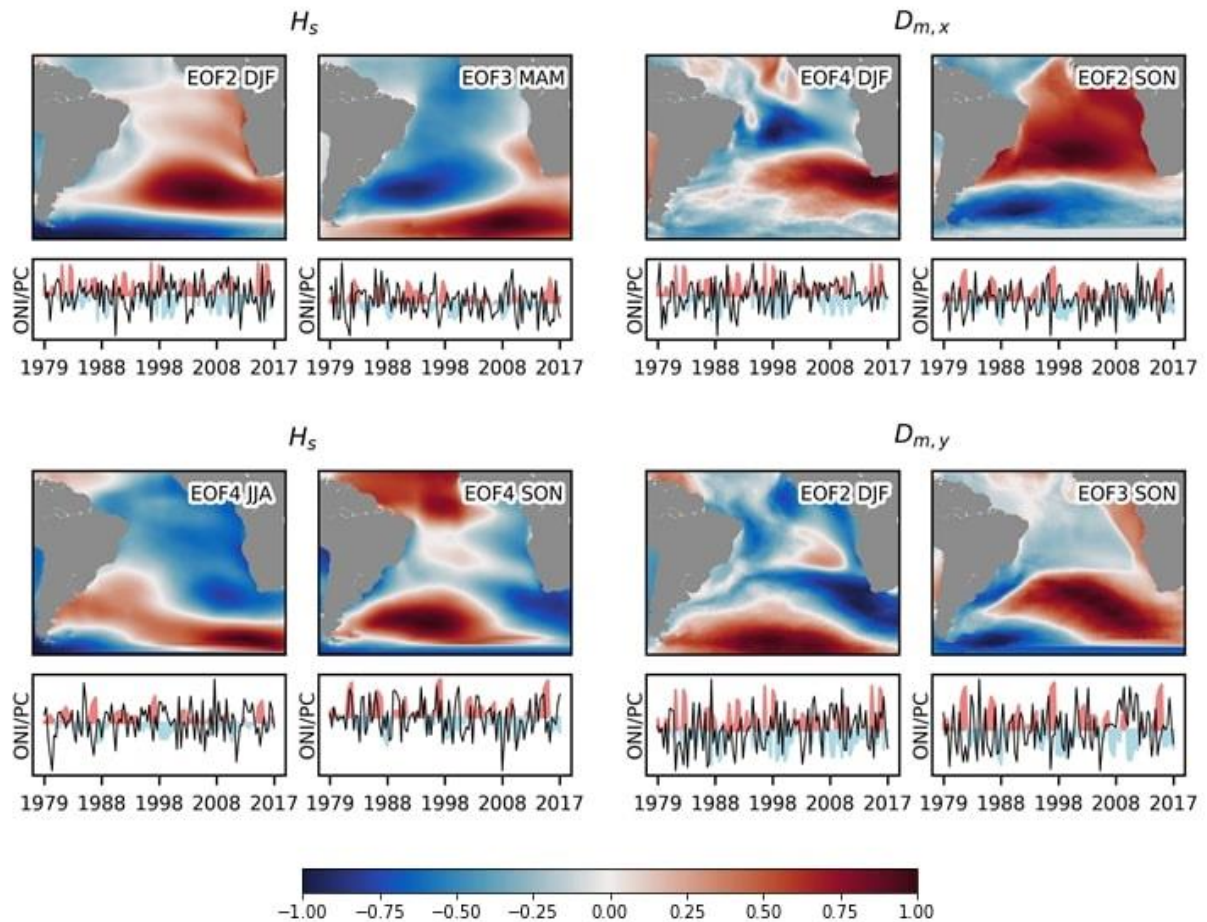 H_s
D_{m,x}
EOF2 DJF
EOF3 MAM
EOF4 DJF
EOF2 SON
ONI/PC
ONI/PC
ONI/PC
ONI/PC
1979 1988 1998 2008 2017
1979 1988 1998 2008 2017
1979 1988 1998 2008 2017
1979 1988 1998 2008 2017
H_s
D_{m,y}
EOF4 JJA
EOF4 SON
EOF2 DJF
EOF3 SON
ONI/PC
ONI/PC
ONI/PC
ONI/PC
1979 1988 1998 2008 2017
1979 1988 1998 2008 2017
1979 1988 1998 2008 2017
1979 1988 1998 2008 2017
−1.00 −0.75 −0.50 −0.25 0.00 0.25 0.50 0.75 1.00